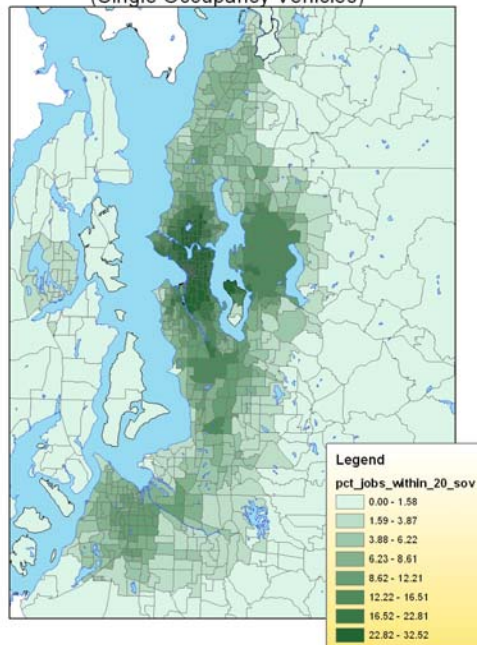 (Single Occupancy Vehicles)
Legend
pct_jobs_within_20_sov
0.00 - 1.58
1.59 - 3.87
3.88 - 6.22
6.23 - 8.61
8.62 - 12.21
12.22 - 16.51
16.52 - 22.81
22.82 - 32.52